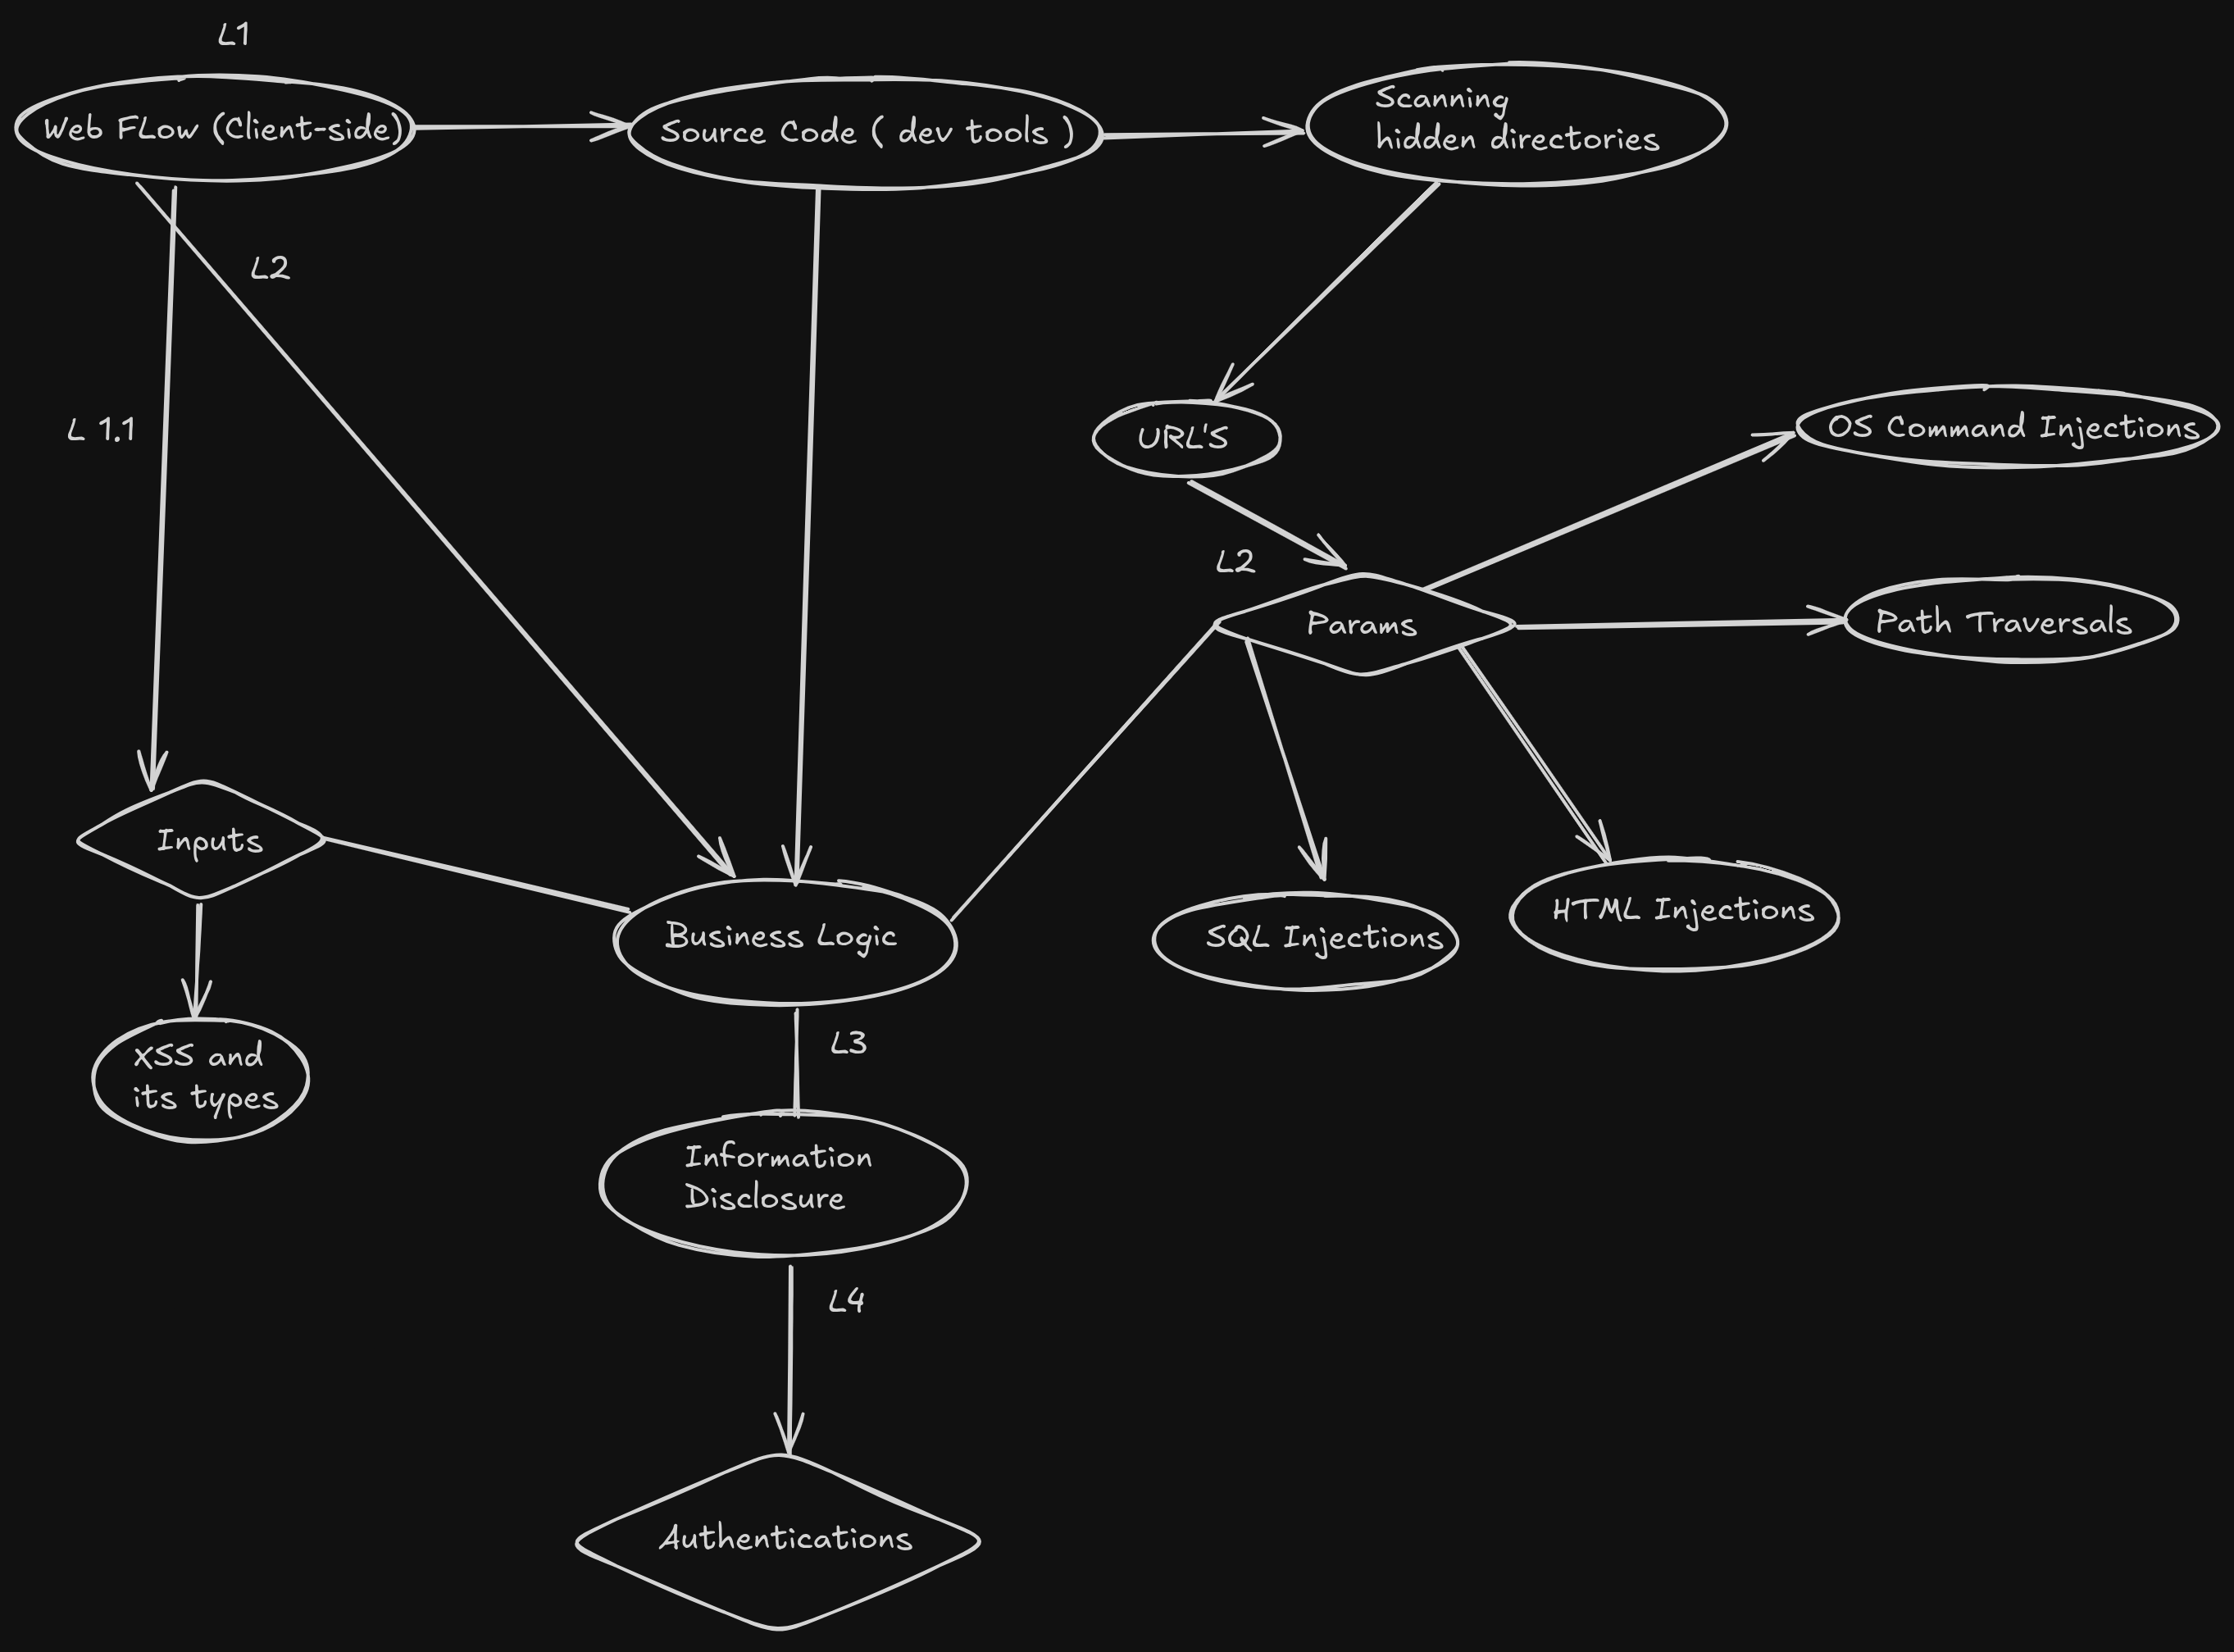 L1
Web FLow (Client-side)
Source Code ( dev tools )
Scanning
hidden directories
L2
L 1.1
URL'S
OS Command Injections
L2
Params
Path Traversals
Inputs
Business Logic
SQL Injections
HTML Injections
XSS and
its types
L3
Information
Disclosure
L4
Authentications